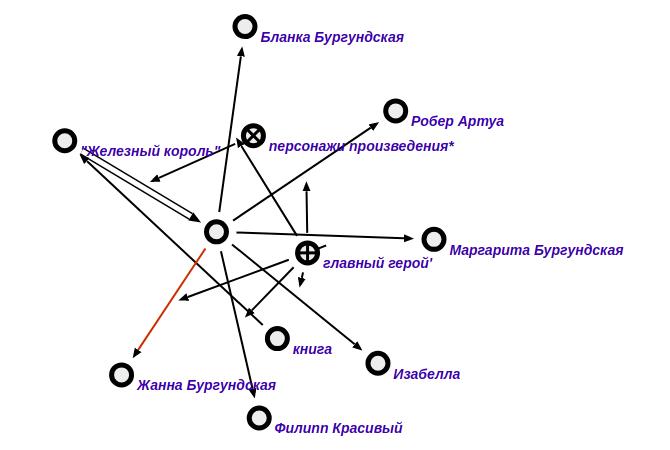 Бланка Бургундская
Робер Артуа
"Железный король"
персонажи произведения*
Маргарита Бургундская
главный герой'
книга
Изабелла
Жанна Бургундская
Филипп Красивый